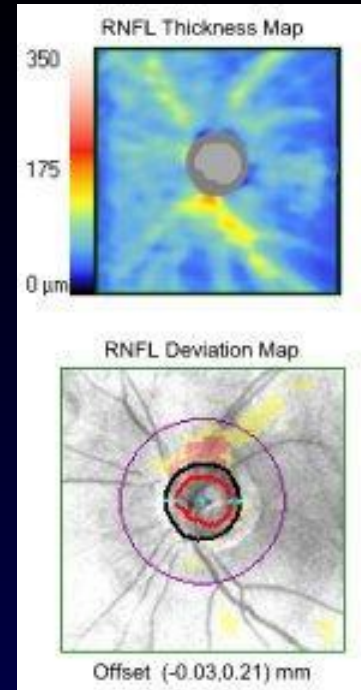 RNFL Thickness Map
350
175
0 µm
RNFL Deviation Map
Offset (-0.03,0.21) mm